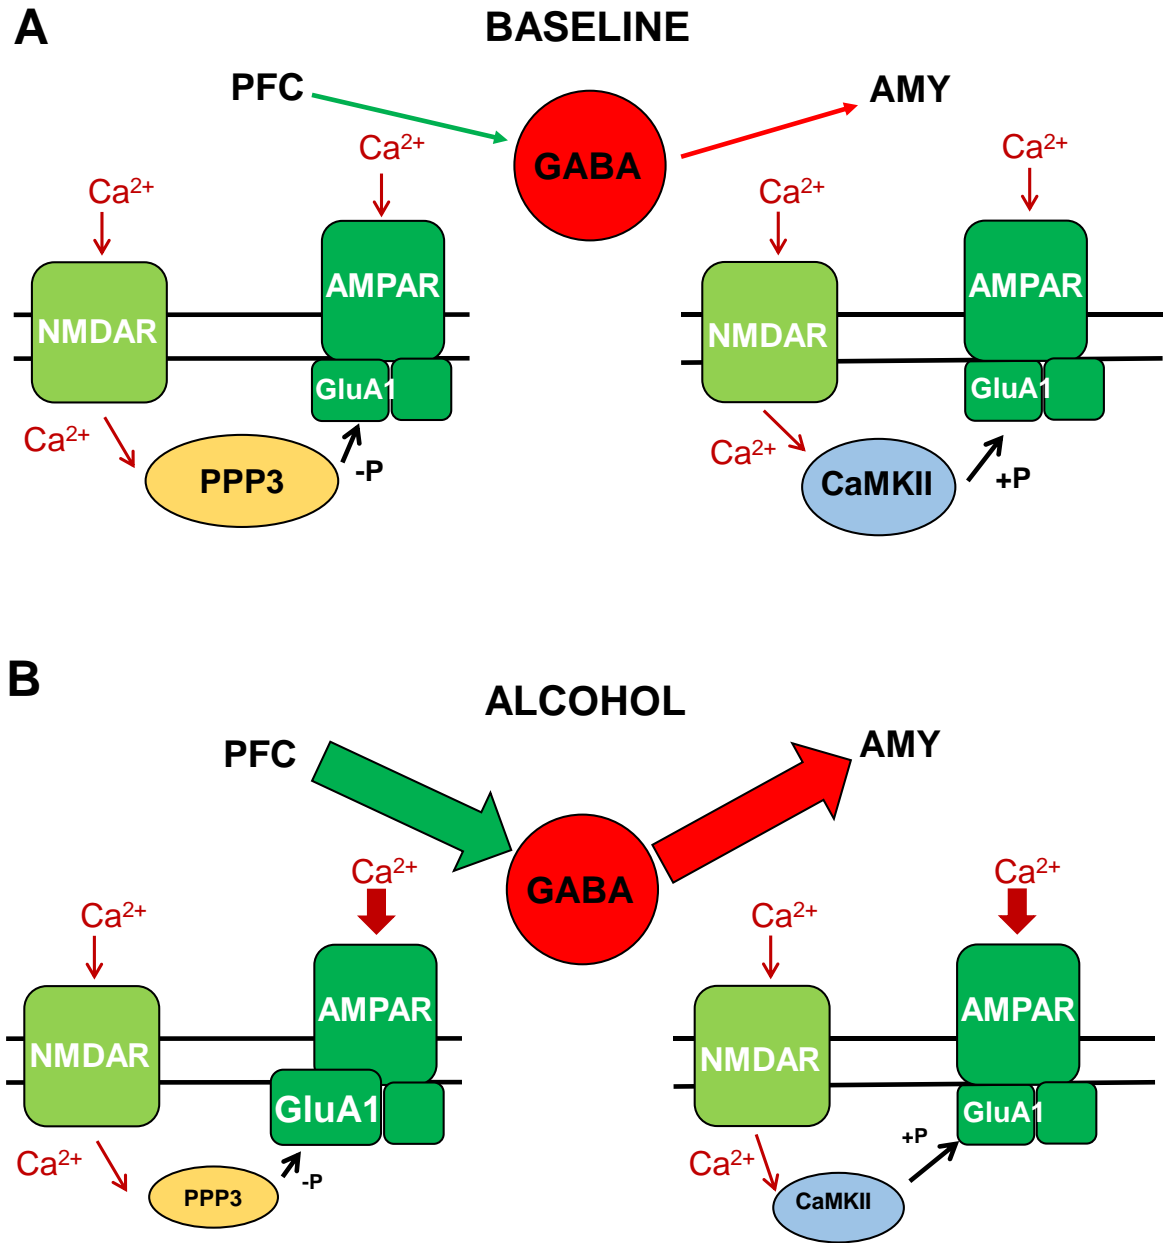 A
BASELINE
PFC
AMY
GABA
Ca2+
Ca2+
AMPAR
NMDAR
GluA1
Ca2+
PPP3
-P
Ca2+
Ca2+
AMPAR
NMDAR
GluA1
Ca2+
CaMKII
+P
B
ALCOHOL
PFC
AMY
GABA
Ca2+
Ca2+
AMPAR
NMDAR
GluA1
Ca2+
PPP3
-P
Ca2+
Ca2+
AMPAR
NMDAR
GluA1
+P
Ca2+
CaMKII